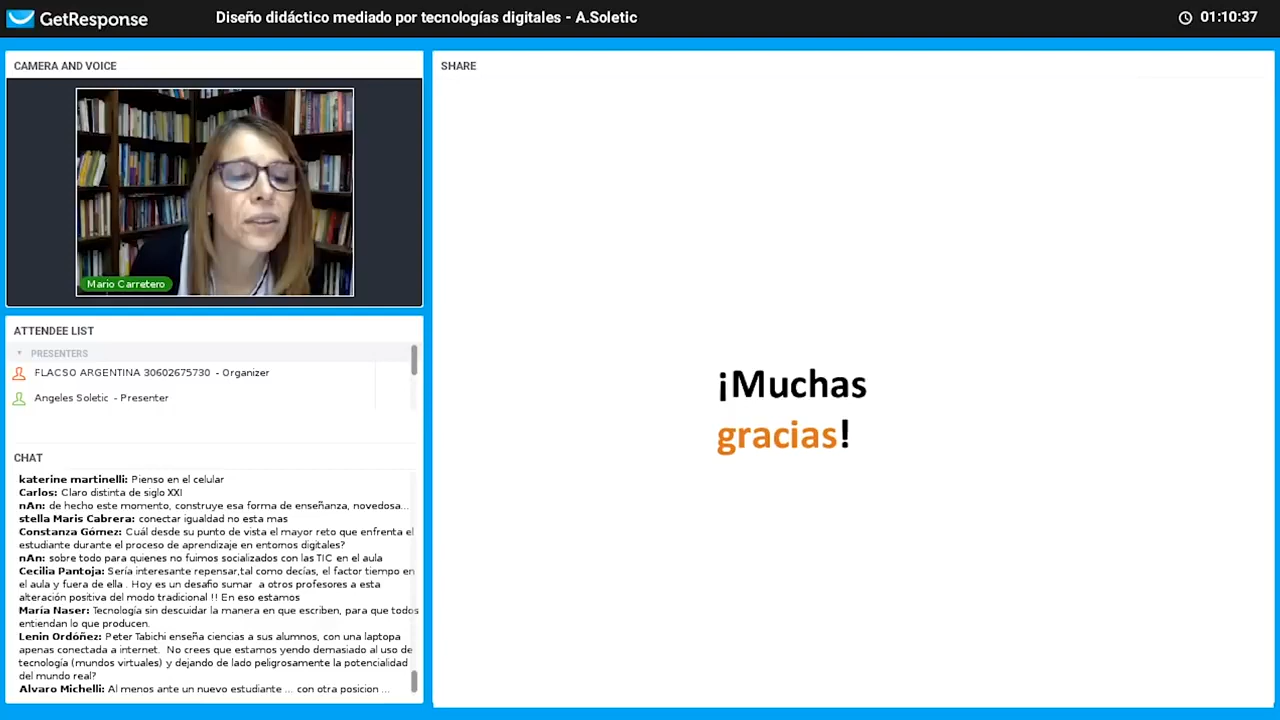 GetResponse
Diseño didáctico mediado por tecnologías digitales - A.Soletic
01:10:37
CAMERA AND VOICE
Mario Carretero
ATTENDEE LIST
PRESENTERS
FLACSO ARGENTINA 30602675730 - Organizer
Angeles Soletic - Presenter
CHAT
katerine martinelli: Pienso en el celular
Carlos: Claro distinta de siglo XXI
nAn: de hecho este momento, construye esa forma de enseñanza, novedosa...
stella Maris Cabrera: conectar igualdad no esta mas
Constanza Gómez: Cuál desde su punto de vista el mayor reto que enfrenta el
estudiante durante el proceso de aprendizaje en entornos digitales?
nAn: sobre todo para quienes no fuimos socializados con las TIC en el aula
Cecilia Pantoja: Sería interesante repensar,tal como decías, el factor tiempo en
el aula y fuera de ella . Hoy es un desafio sumar a otros profesores a esta
alteración positiva del modo tradicional !! En eso estamos
María Naser: Tecnología sin descuidar la manera en que escriben, para que todos
entiendan lo que producen.
Lenin Ordóñez: Peter Tabichi enseña ciencias a sus alumnos, con una laptopa
apenas conectada a internet. No crees que estamos yendo demasiado al uso de
tecnología (mundos virtuales) y dejando de lado peligrosamente la potencialidad
del mundo real?
Alvaro Michelli: Al menos ante un nuevo estudiante ... con otra posicion ...
SHARE
¡Muchas
gracias!